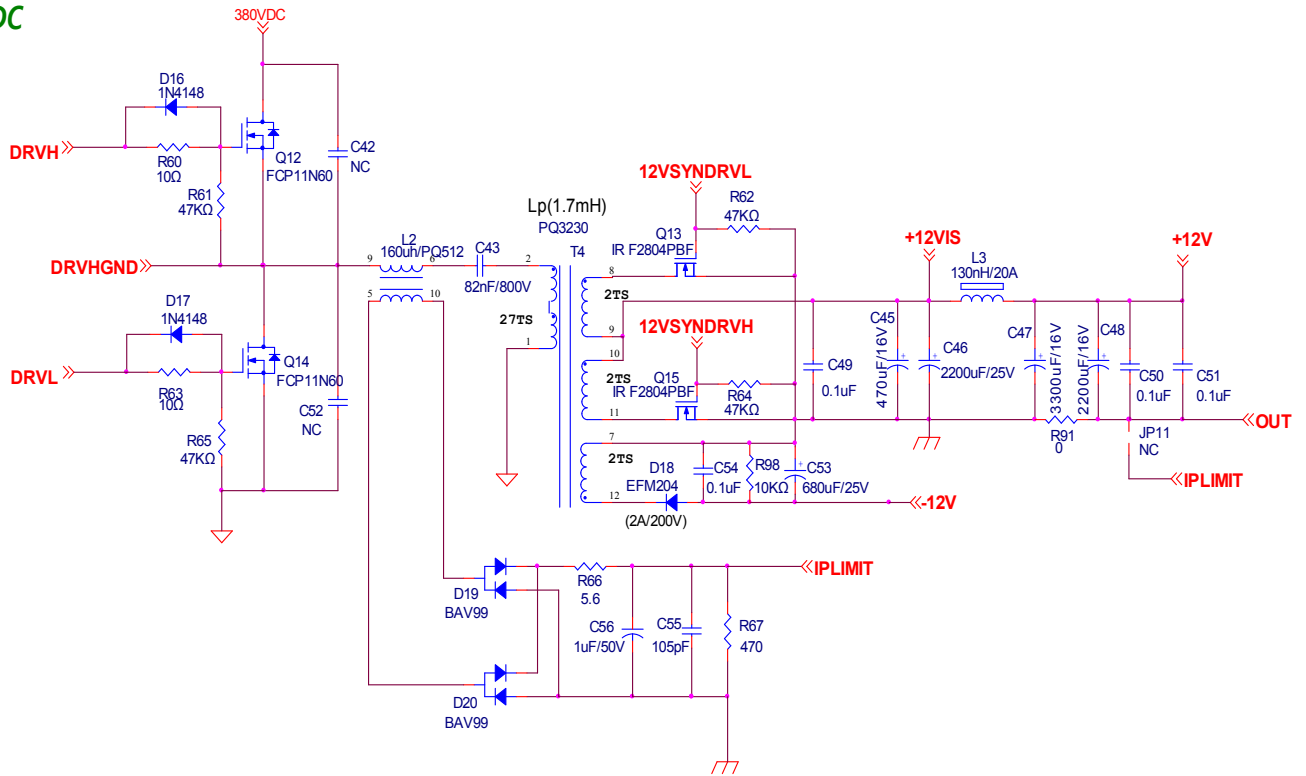 DC
380VDC
D16
1N4148
DRVH
R60
10Ω
Q12
FCP11N60
C42
NC
R61
47KΩ
12VSYNDRVL
R62
47KΩ
Lp(1.7mH)
PQ3230
T4
Q13
IR F2804PBF
+12VIS
L3
130nH/20A
+12V
DRVHGND
L2
160uh/PQ512
9
6
C43
82nF/800V
2
8
2TS
5
10
D17
1N4148
27TS
12VSYNDRVH
9
10
1
C45
470uF/16V
C46
2200uF/25V
C47
3300uF/16V
C48
2200uF/16V
C49
0.1uF
C50
0.1uF
C51
0.1uF
DRVL
R63
10Ω
Q14
FCP11N60
2TS
Q15
IR F2804PBF
R64
47KΩ
C52
NC
11
R91
0
JP11
NC
OUT
R65
47KΩ
7
2TS
D18
EFM204
(2A/200V)
C54
0.1uF
R98
10KΩ
C53
680uF/25V
12
-12V
IPLIMIT
D19
BAV99
R66
5.6
IPLIMIT
C56
1uF/50V
C55
105pF
R67
470
D20
BAV99